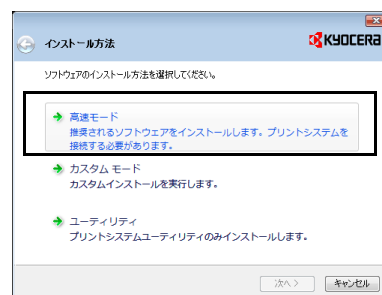 インストール方法
KYOCERA
ソフトウェアのインストール方法を選択してください。
高速モード
推奨されるソフトウェアをインストールします。プリントシステムを
接続する必要があります。
カスタム モード
カスタムインストールを実行します。
ユーティリティ
プリントシステムユーティリティのみインストールします。
次へ >
キャンセル